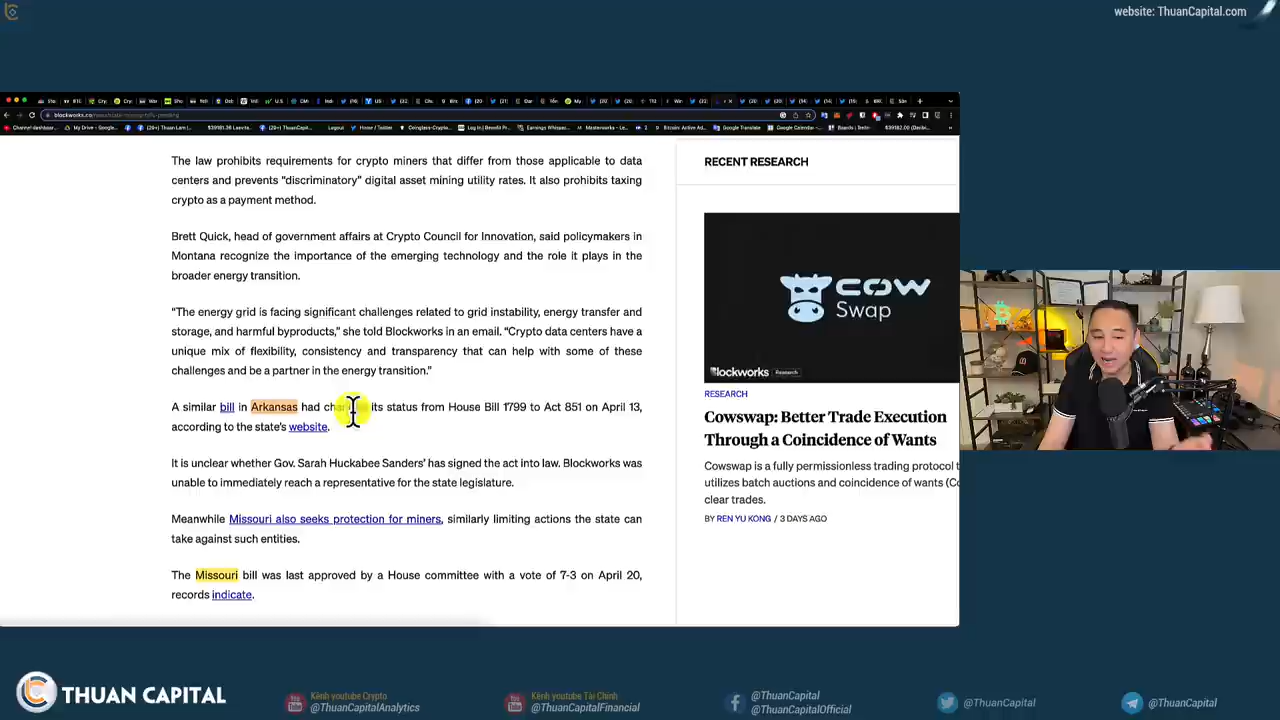 website: ThuanCapital.com
The law prohibits requirements for crypto miners that differ from those applicable to data
centers and prevents “discriminatory” digital asset mining utility rates. It also prohibits taxing
crypto as a payment method.
Brett Quick, head of government affairs at Crypto Council for Innovation, said policymakers in
Montana recognize the importance of the emerging technology and the role it plays in the
broader energy transition.
“The energy grid is facing significant challenges related to grid instability, energy transfer and
storage, and harmful byproducts,” she told Blockworks in an email. “Crypto data centers have a
unique mix of flexibility, consistency and transparency that can help with some of these
challenges and be a partner in the energy transition.”
A similar bill in Arkansas had its status from House Bill 1799 to Act 851 on April 13,
according to the state’s website.
It is unclear whether Gov. Sarah Huckabee Sanders’ has signed the act into law. Blockworks was
unable to immediately reach a representative for the state legislature.
Meanwhile Missouri also seeks protection for miners, similarly limiting actions the state can
take against such entities.
The Missouri bill was last approved by a House committee with a vote of 7-3 on April 20,
records indicate.
RECENT RESEARCH
COW
Swap
Blockworks Research
RESEARCH
Cowswap: Better Trade Execution
Through a Coincidence of Wants
Cowswap is a fully permissionless trading protocol t
utilizes batch auctions and coincidence of wants (Co
clear trades.
BY REN YU KONG / 3 DAYS AGO
THUAN CAPITAL
Kênh youtube Crypto
@ThuanCapitalAnalytics
Kênh youtube Tài Chính
@ThuanCapitalFinancial
@ThuanCapital
@ThuanCapitalOfficial
@ThuanCapital
@ThuanCapital